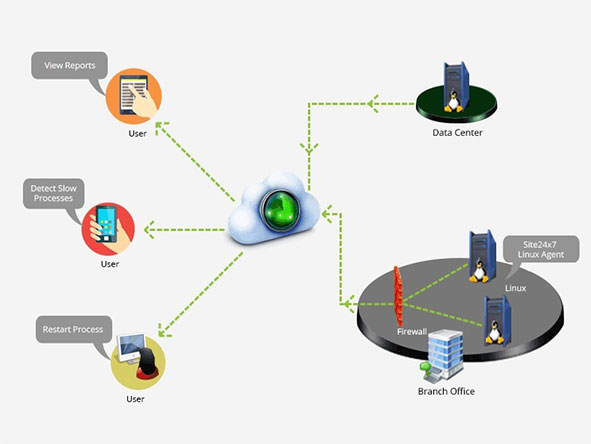 View Reports
User
Data Center
Detect Slow
Processes
User
Site24x7
Linux Agent
Linux
Firewall
Restart Process
User
Branch Office